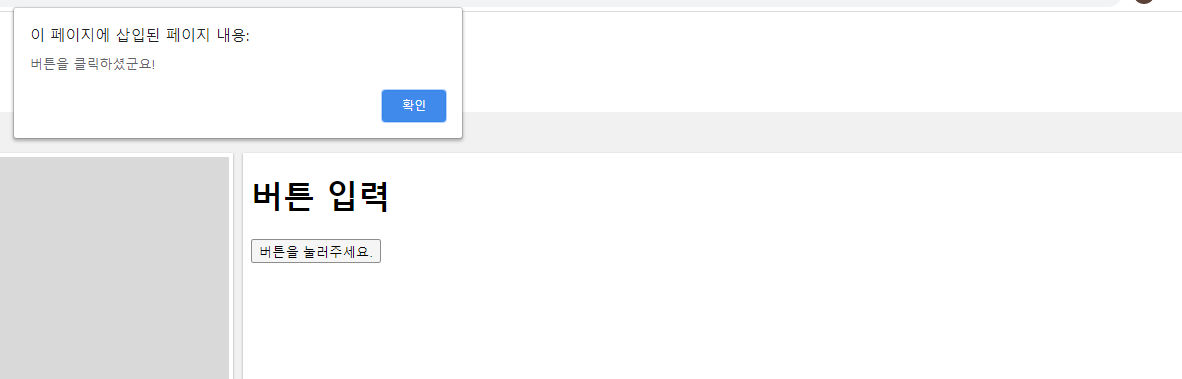 이 페이지에 삽입된 페이지 내용:
버튼을 클릭하셨군요!
확인
버튼 입력
버튼을 눌러주세요.